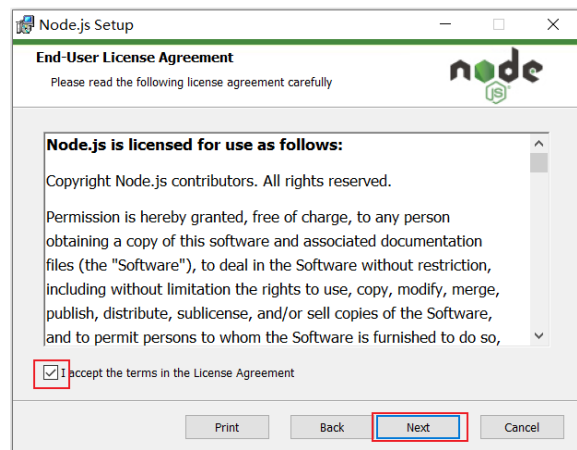 Node.js Setup
End-User License Agreement
Please read the following license agreement carefully
node
JS
Node.js is licensed for use as follows:
Copyright Node.js contributors. All rights reserved.
Permission is hereby granted, free of charge, to any person
obtaining a copy of this software and associated documentation
files (the "Software"), to deal in the Software without restriction,
including without limitation the rights to use, copy, modify, merge,
publish, distribute, sublicense, and/or sell copies of the Software,
and to permit persons to whom the Software is furnished to do so,
I accept the terms in the License Agreement
Print Back Next Cancel